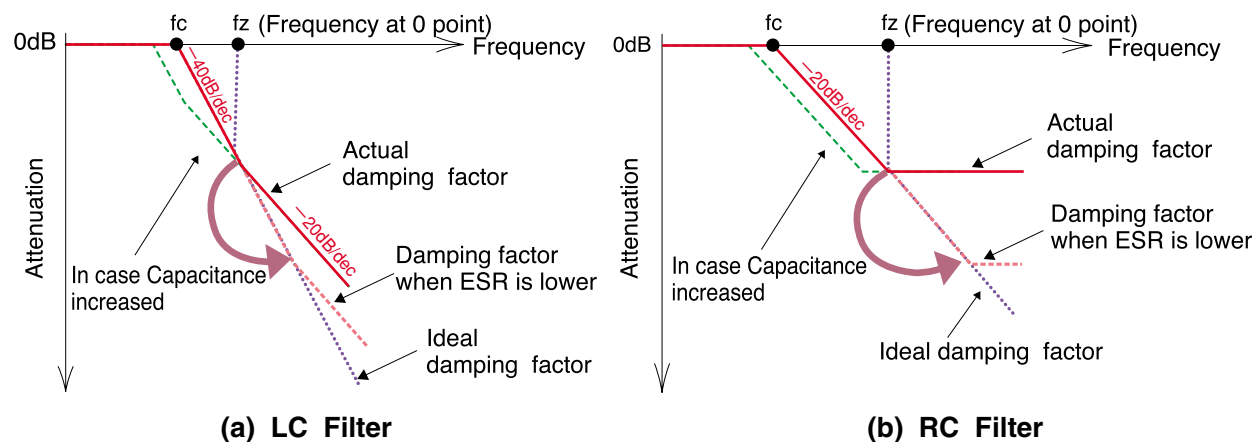 fc fz (Frequency at 0 point)
0dB
Frequency
—40dB/dec
Actual
damping factor
—20dB/dec
Attenuation
In case Capacitance
increased
Damping factor
when ESR is lower
Ideal
damping factor
(a) LC Filter
fc fz (Frequency at 0 point)
0dB
Frequency
—20dB/dec
Actual
damping factor
Attenuation
Damping factor
when ESR is lower
In case Capacitance
increased
Ideal damping factor
(b) RC Filter